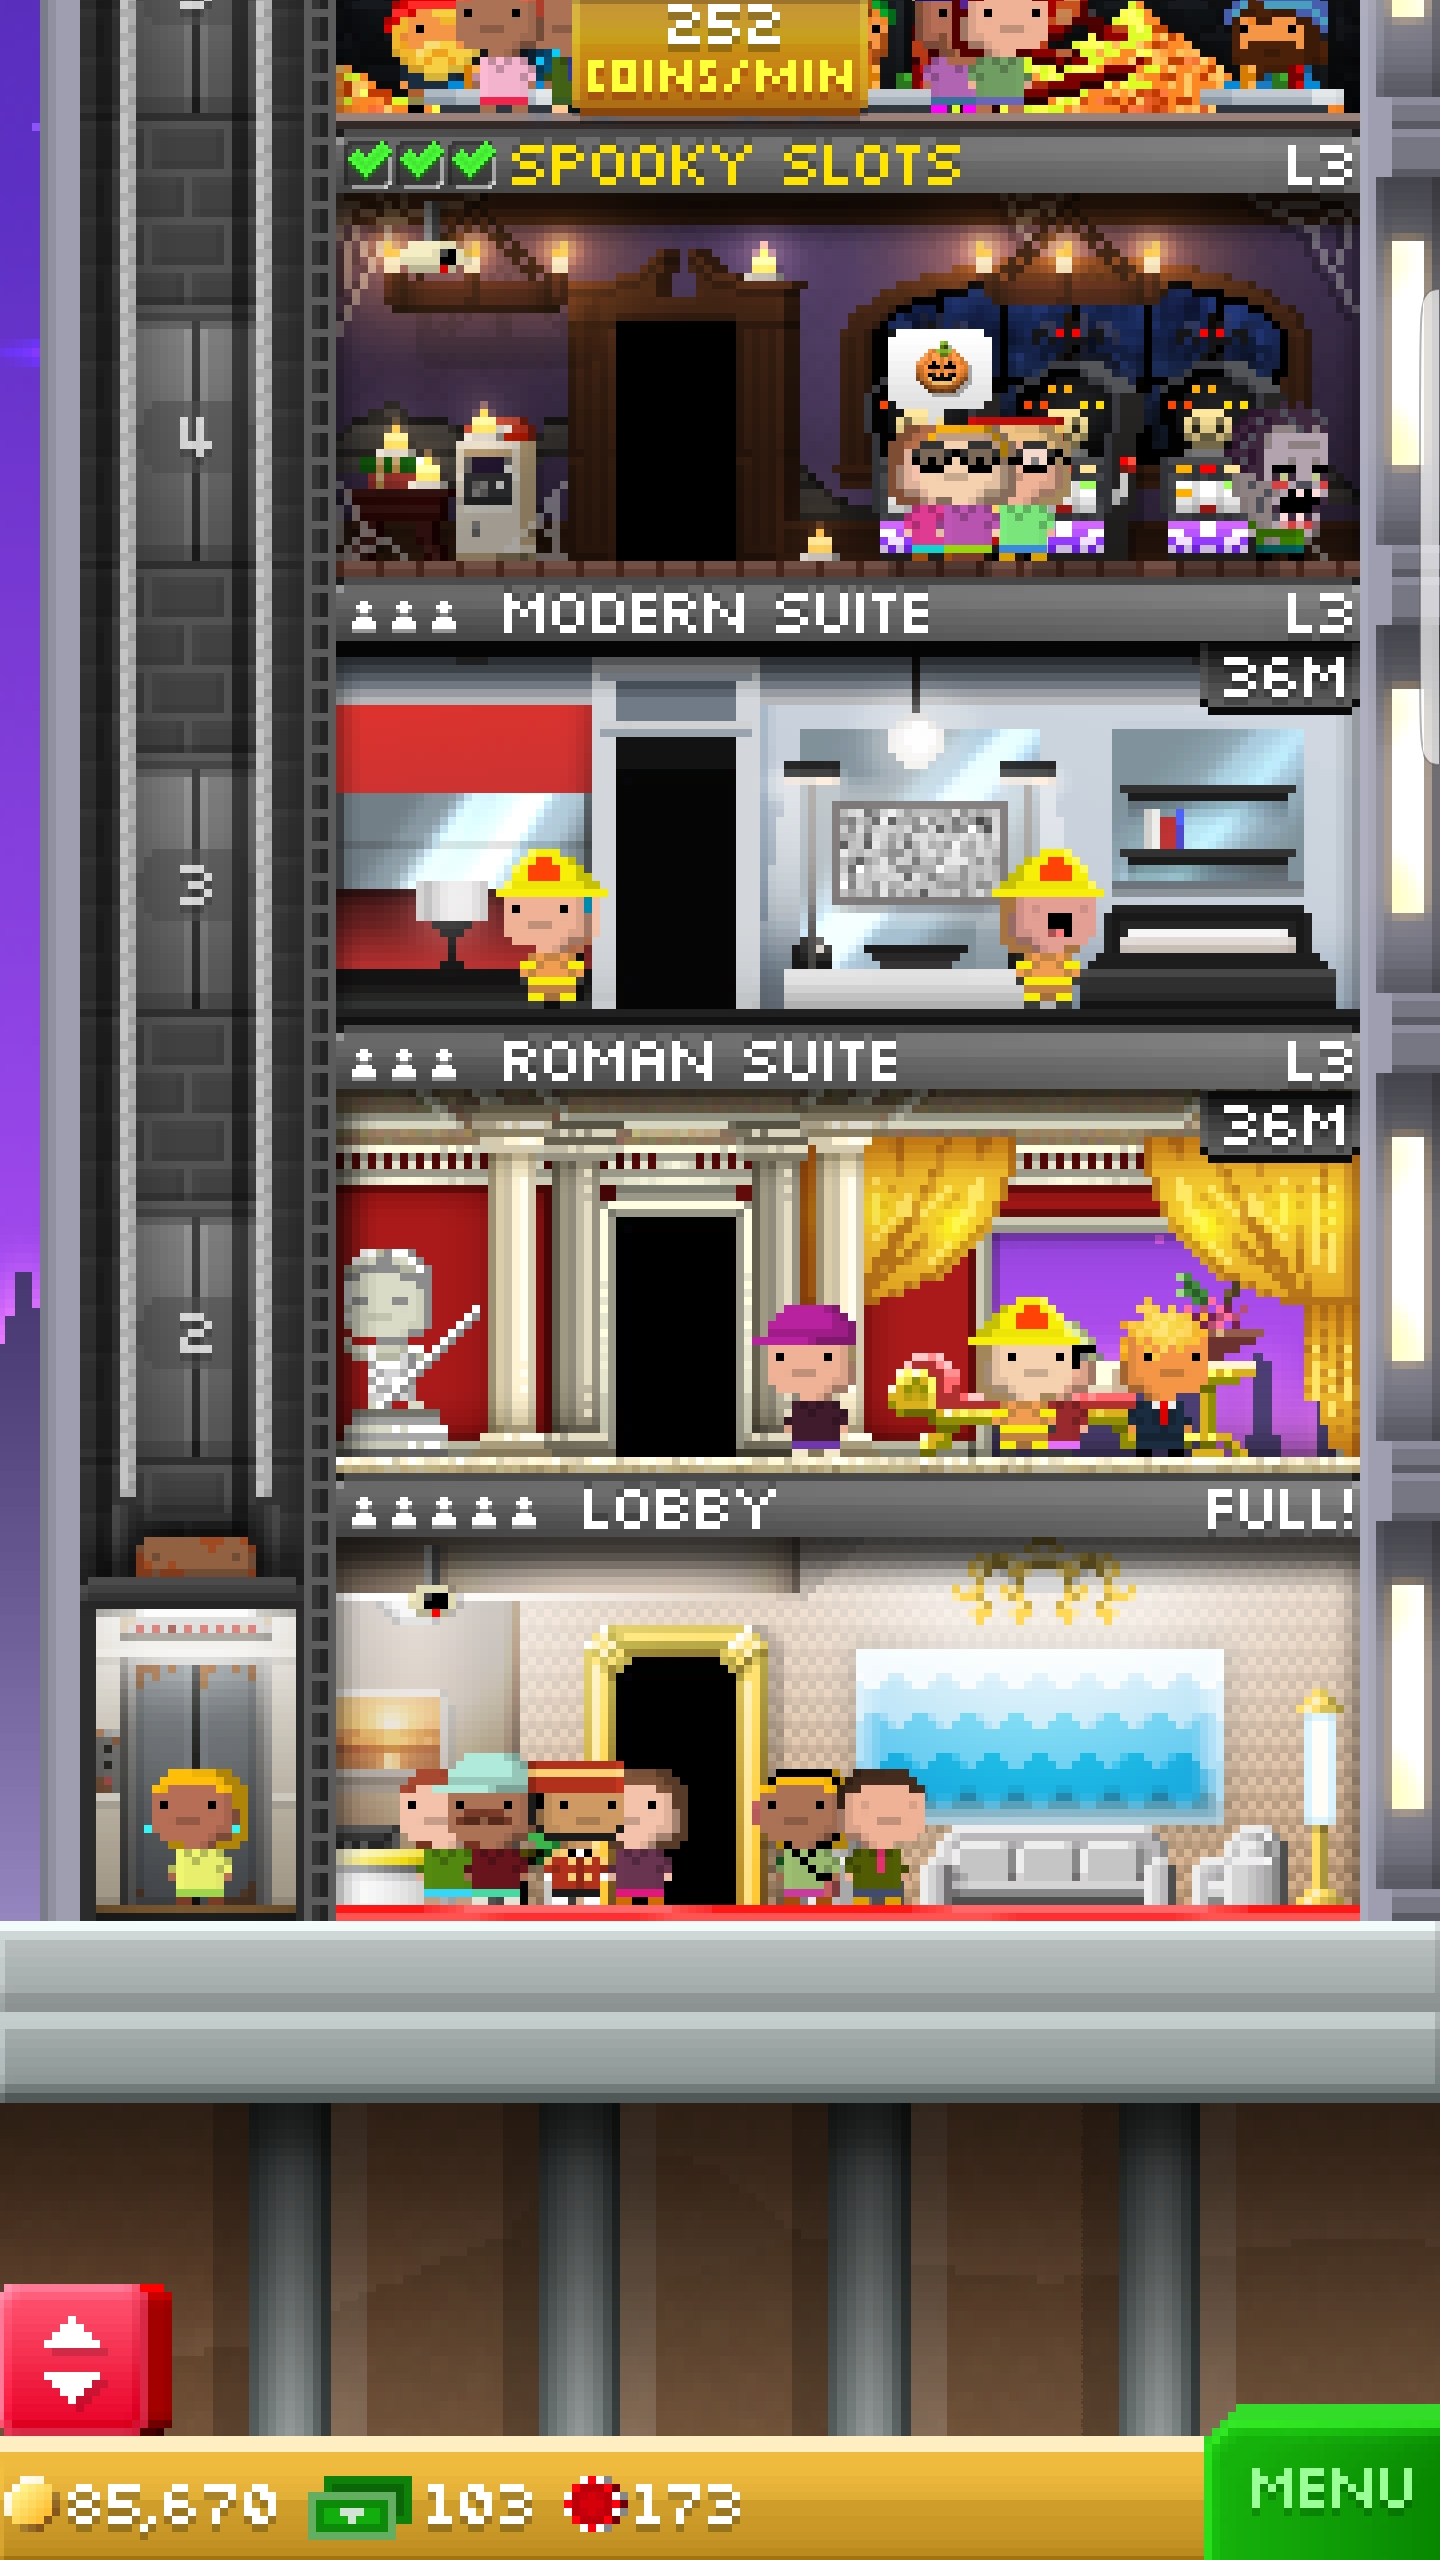 252
COINS/MIN
SPOOKY SLOTS L3
4
MODERN SUITE L3
36M
3
ROMAN SUITE L3
36M
2
LOBBY FULL!
85,670 103 173
MENU